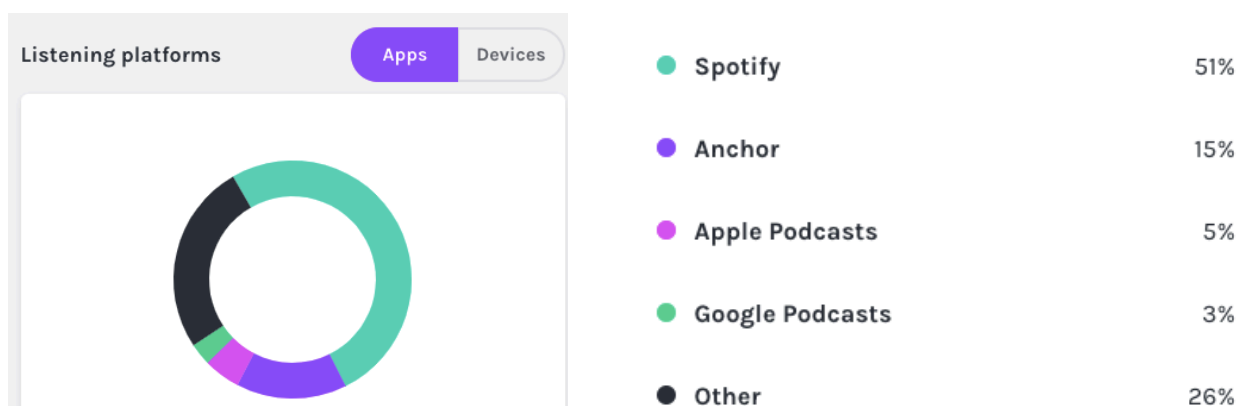 Listening platforms
Apps
Devices
Spotify 51%
Anchor 15%
Apple Podcasts 5%
Google Podcasts 3%
Other 26%